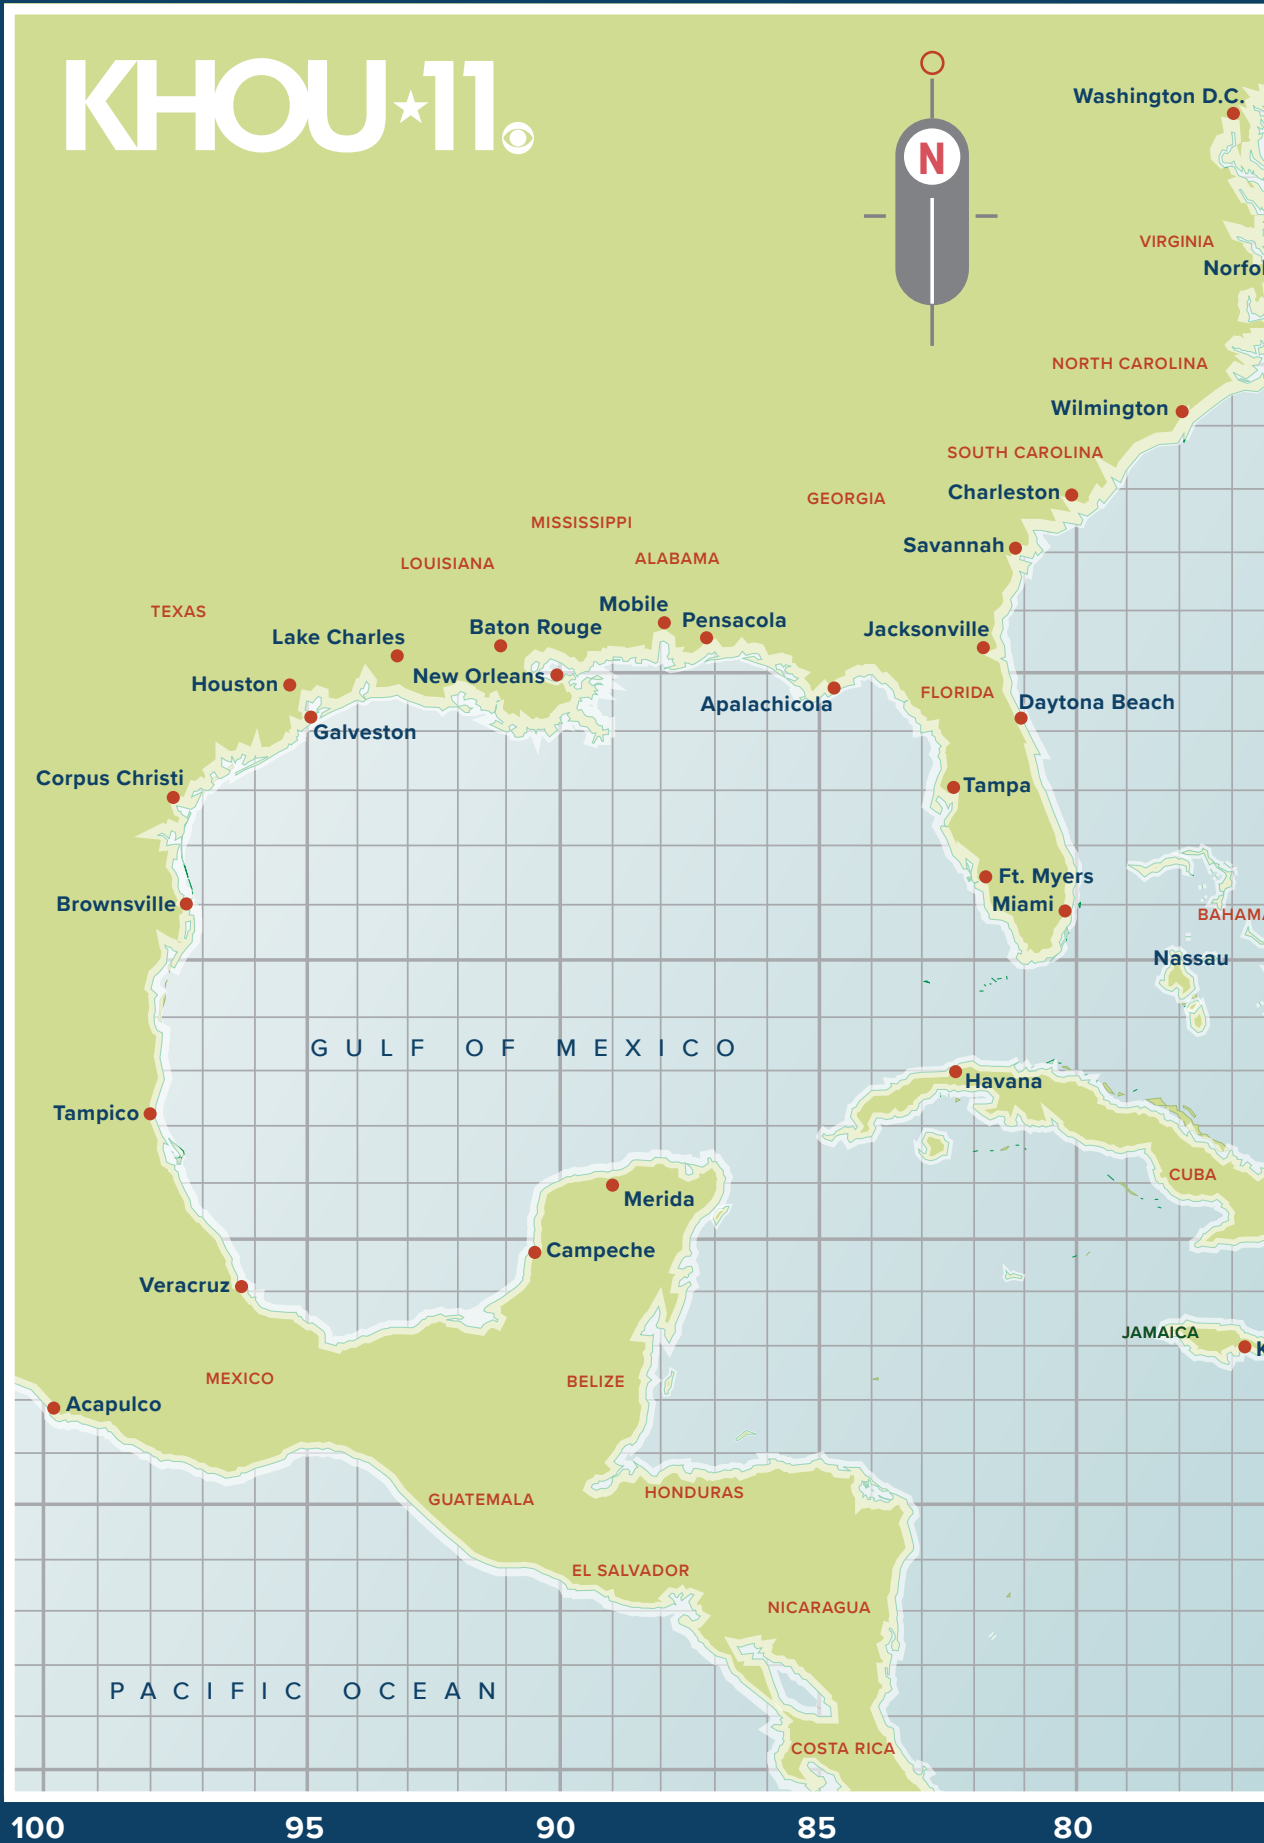 KHOU★11
N
Washington D.C.
VIRGINIA
Norfol
NORTH CAROLINA
Wilmington
SOUTH CAROLINA
Charleston
GEORGIA
MISSISSIPPI
Savannah
ALABAMA
LOUISIANA
Mobile
TEXAS
Pensacola
Baton Rouge
Jacksonville
Lake Charles
New Orleans
Houston
FLORIDA
Apalachicola
Daytona Beach
Galveston
Corpus Christi
Tampa
Ft. Myers
Brownsville
Miami
BAHAMA
Nassau
GULF OF MEXICO
Havana
Tampico
CUBA
Merida
Campeche
Veracruz
JAMAICA
K
MEXICO
BELIZE
Acapulco
HONDURAS
GUATEMALA
EL SALVADOR
NICARAGUA
PACIFIC OCEAN
COSTA RICA
100 95 90 85 80